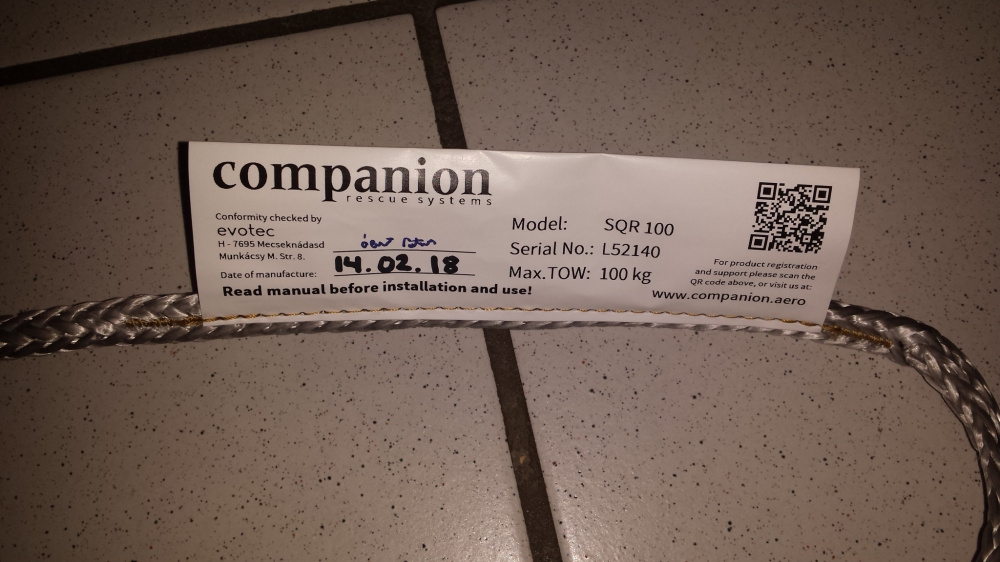 companion
rescue systems
Conformity checked by
evotec
H - 7695 Mecseknádasd
Munkácsy M. Str. 8.
Date of manufacture: 14.02.18
Read manual before installation and use!
Model: SQR 100
Serial No.: L52140
Max.TOW: 100 kg
For product registration
and support please scan the
QR code above, or visit us at:
www.companion.aero